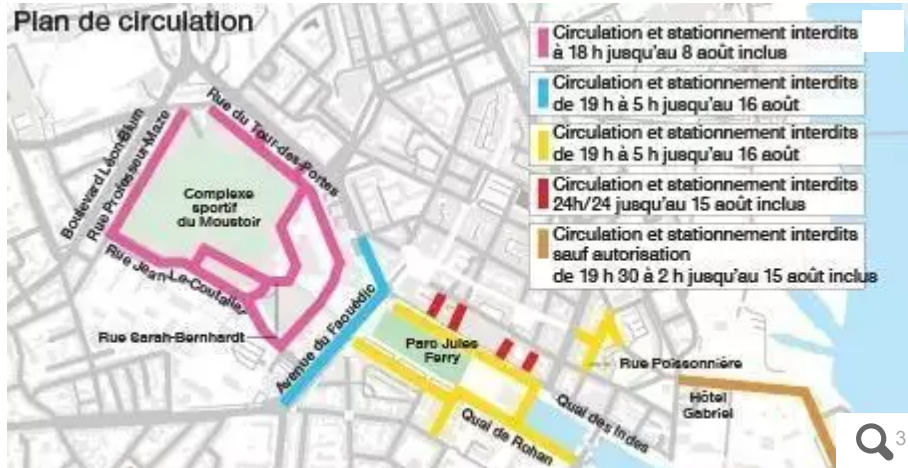 Plan de circulation
Circulation et stationnement interdits
à 18 h jusqu'au 8 août inclus
Circulation et stationnement interdits
de 19 h à 5 h jusqu'au 16 août
Circulation et stationnement interdits
de 19 h à 5 h jusqu'au 16 août
Circulation et stationnement interdits
24h/24 jusqu'au 15 août inclus
Circulation et stationnement interdits
sauf autorisation
de 19 h 30 à 2 h jusqu'au 15 août inclus
Boulevard Léon-Blum
Rue Professeur-Maze
Rue du Tour-des-Portes
Complexe
sportif
du Moustoir
Rue Jean-Le-Coutaller
Rue Sarah-Bernhardt
Avenue du Faouëdic
Parc Jules
Ferry
Rue Poissonnière
Hôtel
Gabriel
Quai des Indes
Quai de Rohan
3